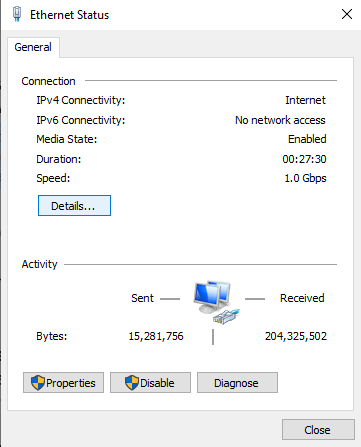 Ethernet Status
General
Connection
IPv4 Connectivity: Internet
IPv6 Connectivity: No network access
Media State: Enabled
Duration: 00:27:30
Speed: 1.0 Gbps
Details...
Activity
Sent Received
Bytes: 15,281,756 204,325,502
Properties Disable Diagnose
Close